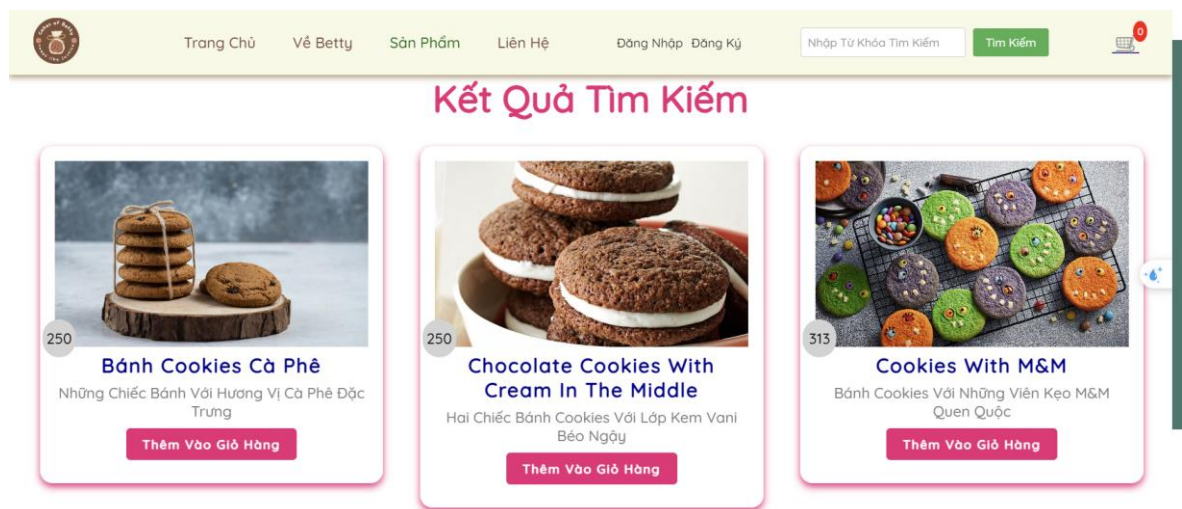 Trang Chủ Về Betty Sản Phẩm Liên Hệ Đăng Nhập Đăng Ký Nhập Từ Khóa Tìm Kiếm Tìm Kiếm 0
Kết Quả Tìm Kiếm
250
Bánh Cookies Cà Phê
Những Chiếc Bánh Với Hương Vị Cà Phê Đặc
Trưng
Thêm Vào Giỏ Hàng
250
Chocolate Cookies With
Cream In The Middle
Hai Chiếc Bánh Cookies Với Lớp Kem Vani
Béo Ngậy
Thêm Vào Giỏ Hàng
313
Cookies With M&M
Bánh Cookies Với Những Viên Kẹo M&M
Quen Quộc
Thêm Vào Giỏ Hàng